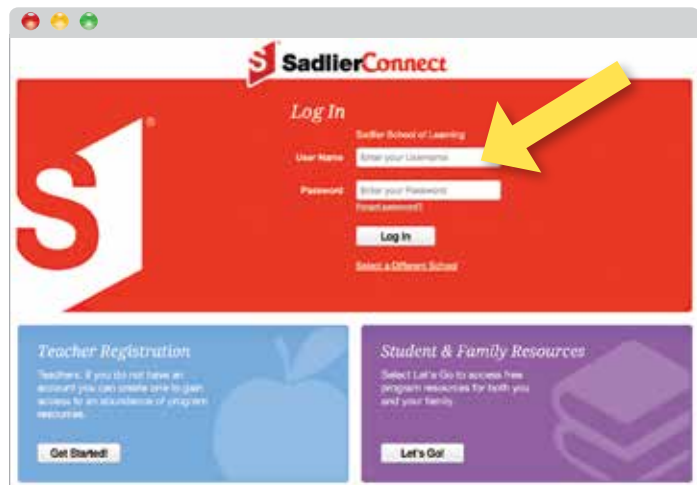 SadlierConnect
Log In
Sadlier School of Learning
User Name
Enter your Username
Password
Enter your Password
Forgot password?
Log In
Select a Different School
Teacher Registration
Teachers: If you do not have an
account you can create one to gain
access to an abundance of program
resources.
Get Started!
Student & Family Resources
Select Let's Go to access free
program resources for both you
and your family.
Let's Go!